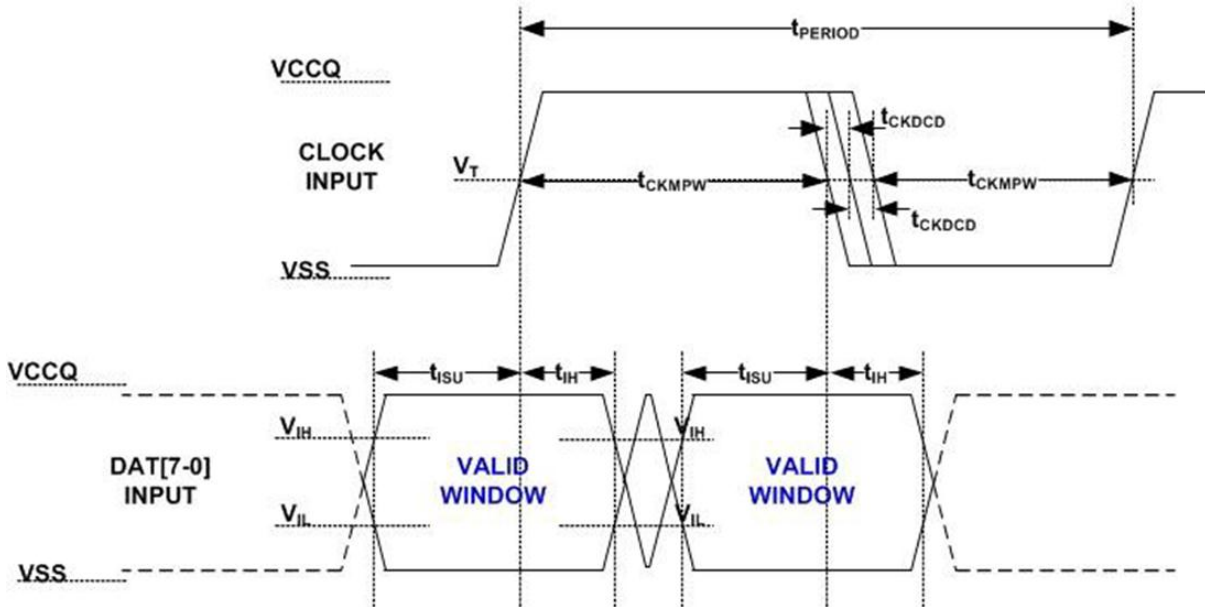 tPERIOD
VCCQ
tCKDCD
CLOCK
INPUT
VT
tCKMPW
tCKMPW
tCKDCD
VSS
VCCQ
tISU
tIH
tISU
tIH
VIH
VIH
DAT[7-0]
INPUT
VALID
WINDOW
VALID
WINDOW
VIL
VIL
VSS